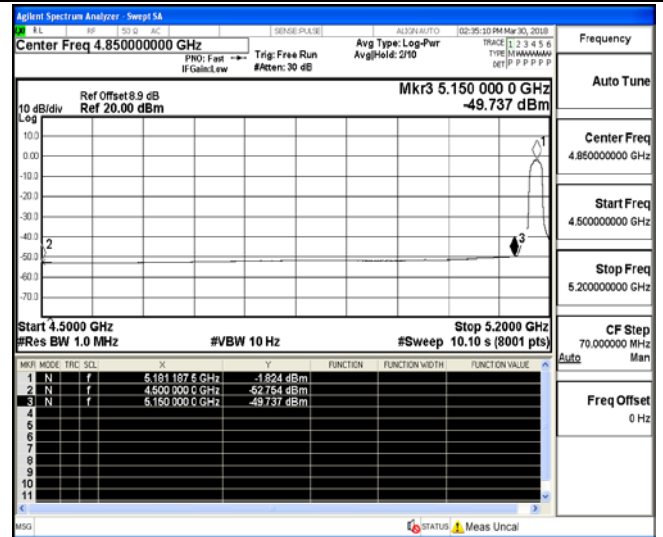 Agilent Spectrum Analyzer - Swept SA
RL RF 50 Ω AC SENSE:PULSE ALIGNAUTO 02:35:10 PM Mar 30, 2018
Center Freq 4.850000000 GHz Avg Type: Log-Pwr TRACE 1 2 3 4 5 6
PNO: Fast Trig: Free Run Avg|Hold: 2/10 TYPE
IFGain:Low #Atten: 30 dB DET P P P P P P
Mkr3 5.150 000 0 GHz
Ref Offset 8.9 dB
10 dB/div Ref 20.00 dBm -49.737 dBm
Log
10.0
0.00
-10.0
-20.0
-30.0
-40.0
-50.0
-60.0
-70.0
1
2
3
Start 4.5000 GHz Stop 5.2000 GHz
#Res BW 1.0 MHz #VBW 10 Hz #Sweep 10.10 s (8001 pts)
MKR MODE TRC SCL X Y FUNCTION FUNCTION WIDTH FUNCTION VALUE
1 N f 5.181 187 5 GHz -1.824 dBm
2 N f 4.500 000 0 GHz -52.754 dBm
3 N f 5.150 000 0 GHz -49.737 dBm
4
5
6
7
8
9
10
11
MSG STATUS Meas Uncal
Frequency
Auto Tune
Center Freq
4.850000000 GHz
Start Freq
4.500000000 GHz
Stop Freq
5.200000000 GHz
CF Step
70.000000 MHz
Auto Man
Freq Offset
0 Hz